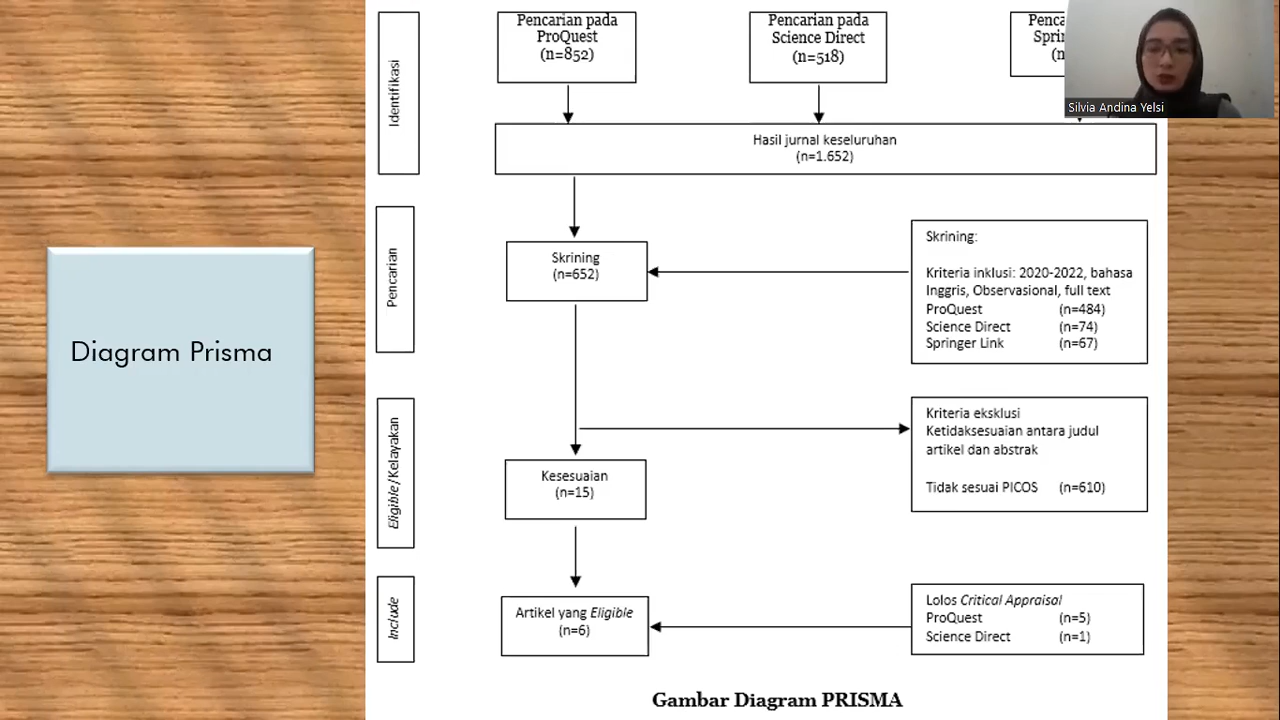 Diagram Prisma
Identifikasi
Pencarian pada
ProQuest
(n=852)
Pencarian pada
Science Direct
(n=518)
Silvia Andina Yelsi
Hasil jurnal keseluruhan
(n=1.652)
Pencarian
Skrining
(n=652)
Skrining:
Kriteria inklusi: 2020-2022, bahasa
Inggris, Observasional, full text
ProQuest (n=484)
Science Direct (n=74)
Springer Link (n=67)
Eligible/Kelayakan
Kriteria eksklusi
Ketidaksesuaian antara judul
artikel dan abstrak
Tidak sesuai PICOS (n=610)
Kesesuaian
(n=15)
Include
Artikel yang Eligible
(n=6)
Lolos Critical Appraisal
ProQuest (n=5)
Science Direct (n=1)
Gambar Diagram PRISMA